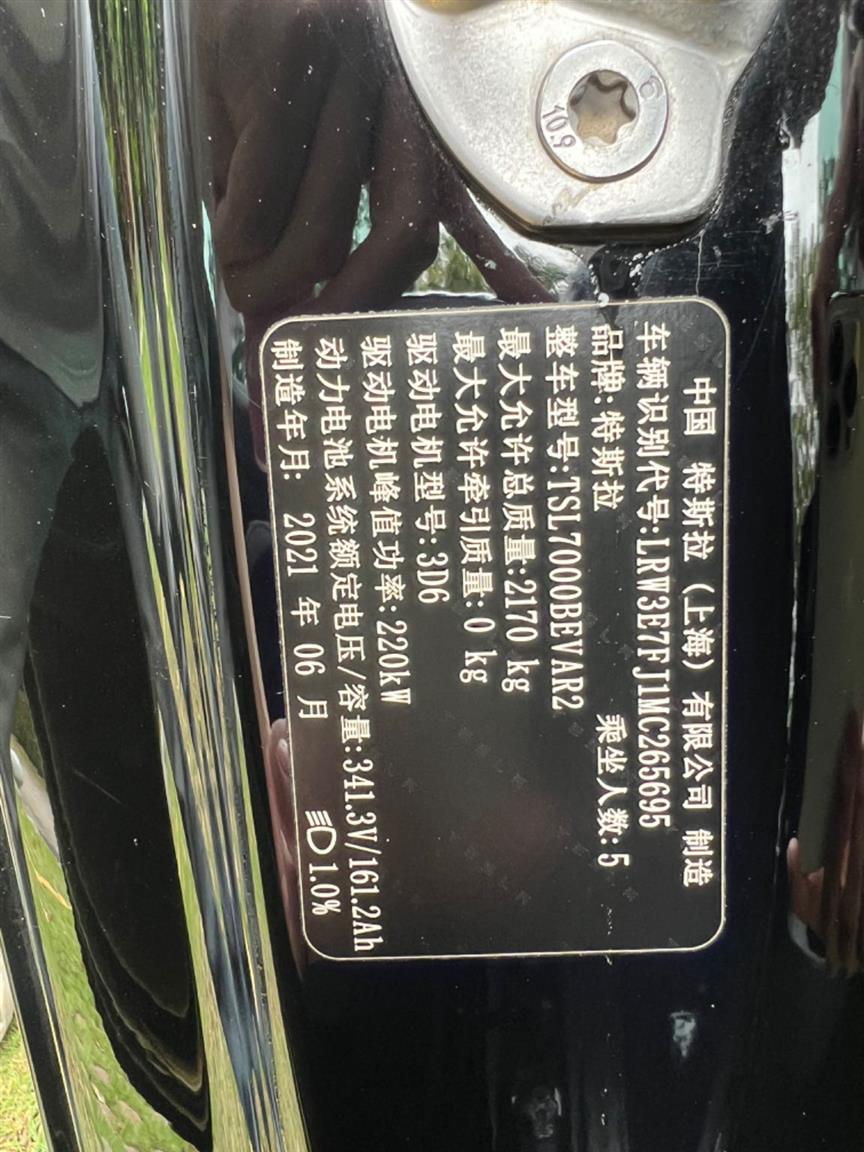 中国 特斯拉（上海）有限公司 制造
车辆识别代号:LRW3E7FJ1MC265695
品牌:特斯拉 乘坐人数:5
整车型号:TSL7000BEVAR2
最大允许总质量:2170 kg
最大允许牵引质量:0 kg
驱动电机型号:3D6
驱动电机峰值功率:220kW
动力电池系统额定电压/容量:341.3V/161.2Ah
制造年月: 2021 年 06 月 1.0%
10.9